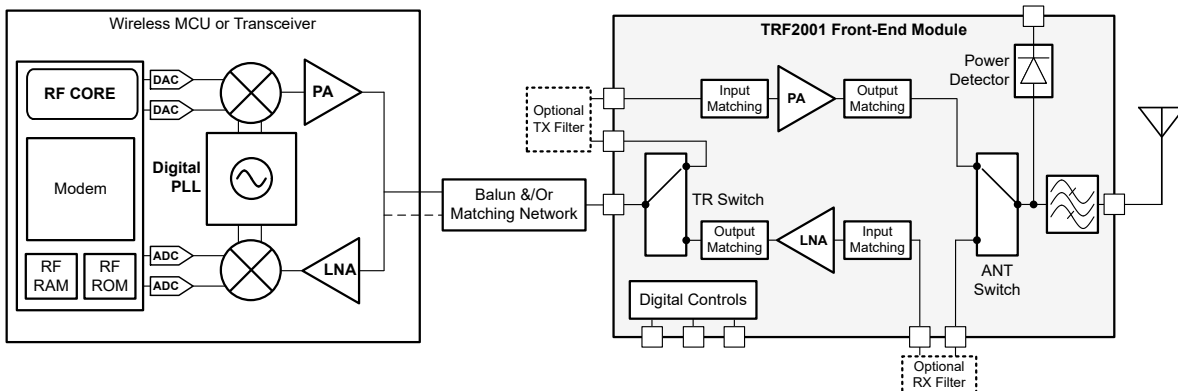 Wireless MCU or Transceiver
RF CORE
DAC
DAC
PA
Modem
Digital
PLL
RF
RAM
RF
ROM
ADC
ADC
LNA
Balun &/Or
Matching Network
TRF2001 Front-End Module
Optional
TX Filter
Input
Matching
PA
Output
Matching
Power
Detector
TR Switch
Output
Matching
LNA
Input
Matching
ANT
Switch
Digital Controls
Optional
RX Filter